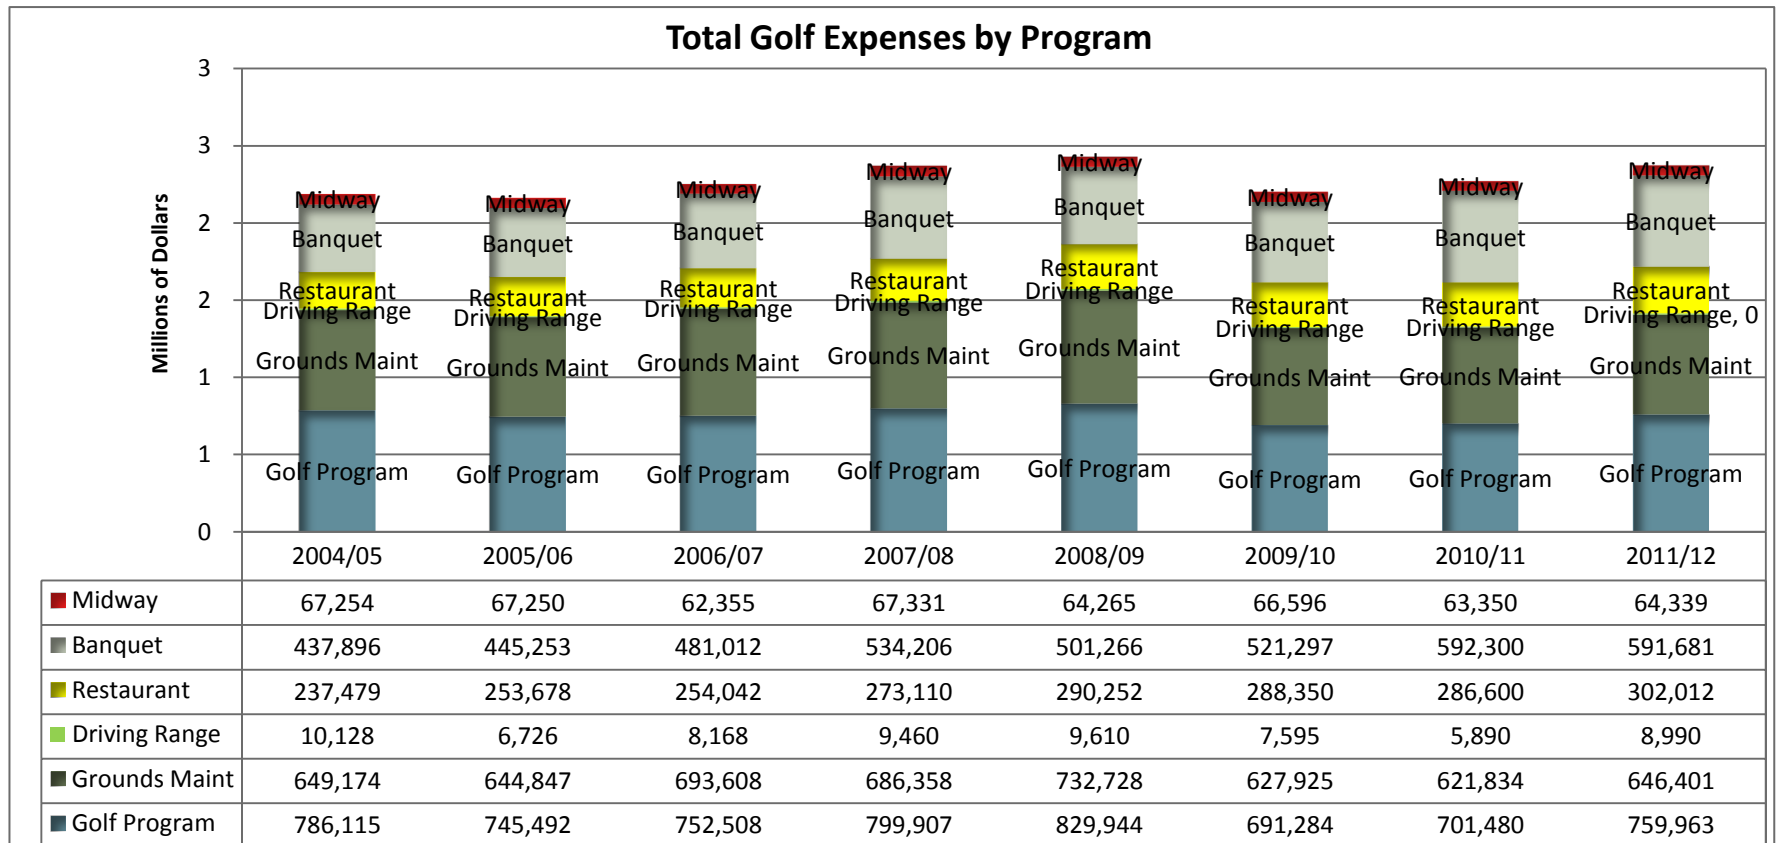 Total Golf Expenses by Program
Millions of Dollars
3
3
2
2
1
1
0
Midway
Banquet
Restaurant
Driving Range
Grounds Maint
Golf Program
Midway
Banquet
Restaurant
Driving Range
Grounds Maint
Golf Program
Midway
Banquet
Restaurant
Driving Range
Grounds Maint
Golf Program
Midway
Banquet
Restaurant
Driving Range
Grounds Maint
Golf Program
Midway
Banquet
Restaurant
Driving Range
Grounds Maint
Golf Program
Midway
Banquet
Restaurant
Driving Range
Grounds Maint
Golf Program
Midway
Banquet
Restaurant
Driving Range
Grounds Maint
Golf Program
Midway
Banquet
Restaurant
Driving Range, 0
Grounds Maint
Golf Program
2004/05 2005/06 2006/07 2007/08 2008/09 2009/10 2010/11 2011/12
Midway 67,254 67,250 62,355 67,331 64,265 66,596 63,350 64,339
Banquet 437,896 445,253 481,012 534,206 501,266 521,297 592,300 591,681
Restaurant 237,479 253,678 254,042 273,110 290,252 288,350 286,600 302,012
Driving Range 10,128 6,726 8,168 9,460 9,610 7,595 5,890 8,990
Grounds Maint 649,174 644,847 693,608 686,358 732,728 627,925 621,834 646,401
Golf Program 786,115 745,492 752,508 799,907 829,944 691,284 701,480 759,963